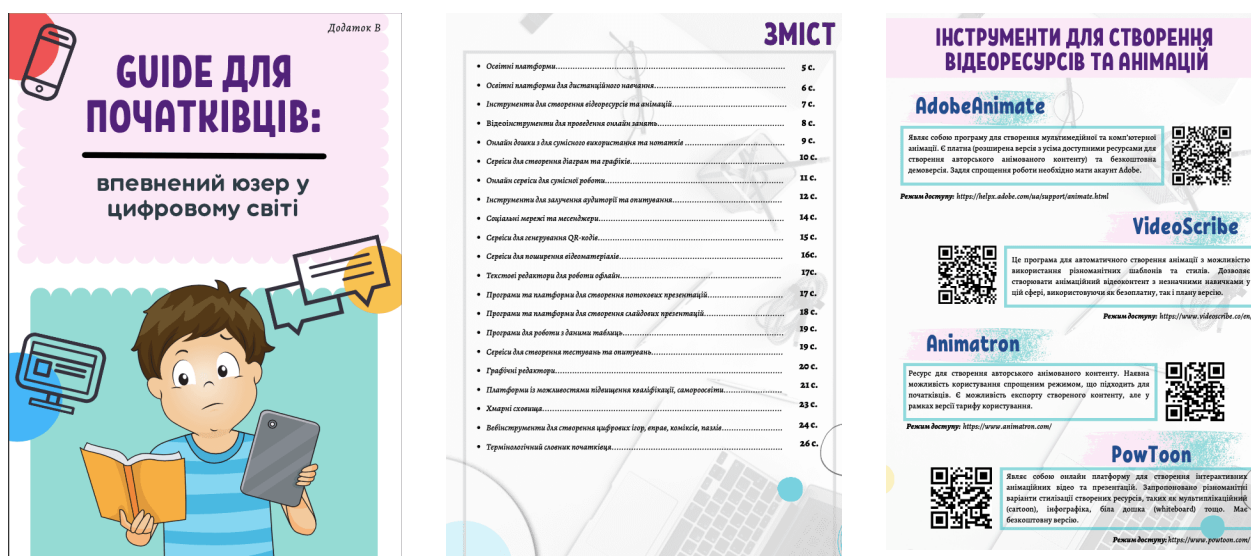 Додаток В
GUIDE ДЛЯ
ПОЧАТКІВЦІВ:
впевнений юзер у
цифровому світі
ЗМІСТ
Освітні платформи 5 с.
Освітні платформи для дистанційного навчання 6 с.
Інструменти для створення відеоресурсів та анімацій 7 с.
Відеоінструменти для проведення онлайн занять 8 с.
Онлайн дошки з для сумісного використання та нотатків 9 с.
Сервіси для створення діаграм та графіків 10 с.
Онлайн сервіси для сумісної роботи 11 с.
Інструменти для залучення аудиторії та опитування 12 с.
Соціальні мережі та месенджери 14 с.
Сервіси для генерування QR-кодів 15 с.
Сервіси для поширення відеоматеріалів 16с.
Текстові редактори для роботи офлайн 17с.
Програми та платформи для створення потокових презентацій 17 с.
Програми та платформи для створення слайдових презентацій 18 с.
Програми для роботи з даними таблиць 19 с.
Сервіси для створення тестувань та опитувань 19 с.
Графічні редактори 20 с.
Платформи із можливостями підвищення кваліфікації, самороосвіти 21 с.
Хмарні сховища 23 с.
Вебінструменти для створення цифрових ігор, вправ, коміксів, пазлів 24 с.
Термінологічний словник початківця 26 с.
ІНСТРУМЕНТИ ДЛЯ СТВОРЕННЯ
ВІДЕОРЕСУРСІВ ТА АНІМАЦІЙ
AdobeAnimate
Являє собою програму для створення мультимедійної та комп'ютерної
анімації. Є платна (розширена версія з усіма доступними ресурсами для
створення авторського анімованого контенту) та безкоштовна
демоверсія. Задля спрощення роботи необхідно мати акаунт Adobe.
Режим доступу: https://helpx.adobe.com/ua/support/animate.html
VideoScribe
Це програма для автоматичного створення анімації з можливістю
використання різноманітних шаблонів та стилів. Дозволяє
створювати анімаційний відеоконтент з незначними навичками у
цій сфері, використовуючи як безоплатну, так і плану версію.
Режим доступу: https://www.videoscribe.co/en/
Animatron
Ресурс для створення авторського анімованого контенту. Наявна
можливість користування спрощеним режимом, що підходить для
початківців. Є можливість експорту створеного контенту, але у
рамках версії тарифу користування.
Режим доступу: https://www.animatron.com/
PowToon
Являє собою онлайн платформу для створення інтерактивних
анімаційних відео та презентацій. Запропоновано різноманітні
варіанти стилізації створених ресурсів, таких як мультиплікаційний
(cartoon), інфографіка, біла дошка (whiteboard) тощо. Має
безкоштовну версію.
Режим доступу: https://www.powtoon.com/